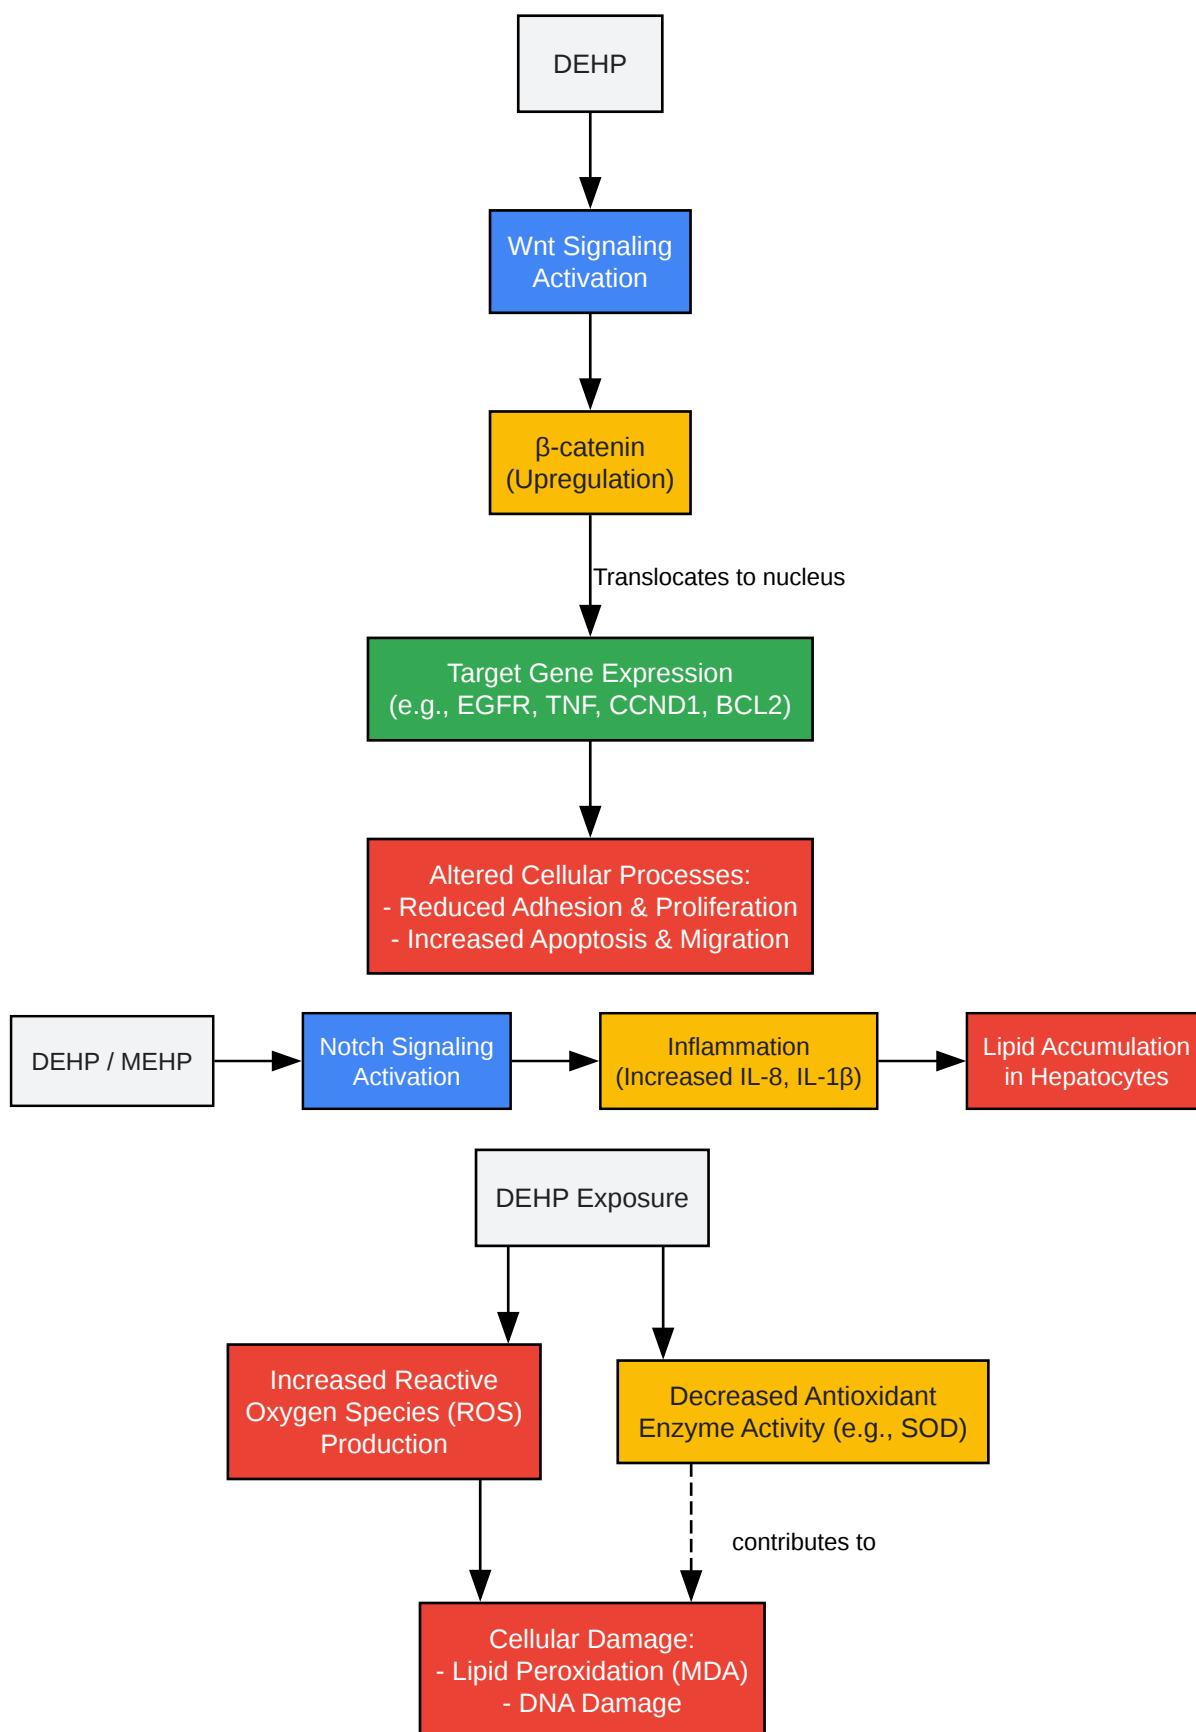 DEHP
Wnt Signaling
Activation
β-catenin
(Upregulation)
Translocates to nucleus
Target Gene Expression
(e.g., EGFR, TNF, CCND1, BCL2)
Altered Cellular Processes:
- Reduced Adhesion & Proliferation
- Increased Apoptosis & Migration
DEHP / MEHP
Notch Signaling
Activation
Inflammation
(Increased IL-8, IL-1β)
Lipid Accumulation
in Hepatocytes
DEHP Exposure
Increased Reactive
Oxygen Species (ROS)
Production
Decreased Antioxidant
Enzyme Activity (e.g., SOD)
contributes to
Cellular Damage:
- Lipid Peroxidation (MDA)
- DNA Damage